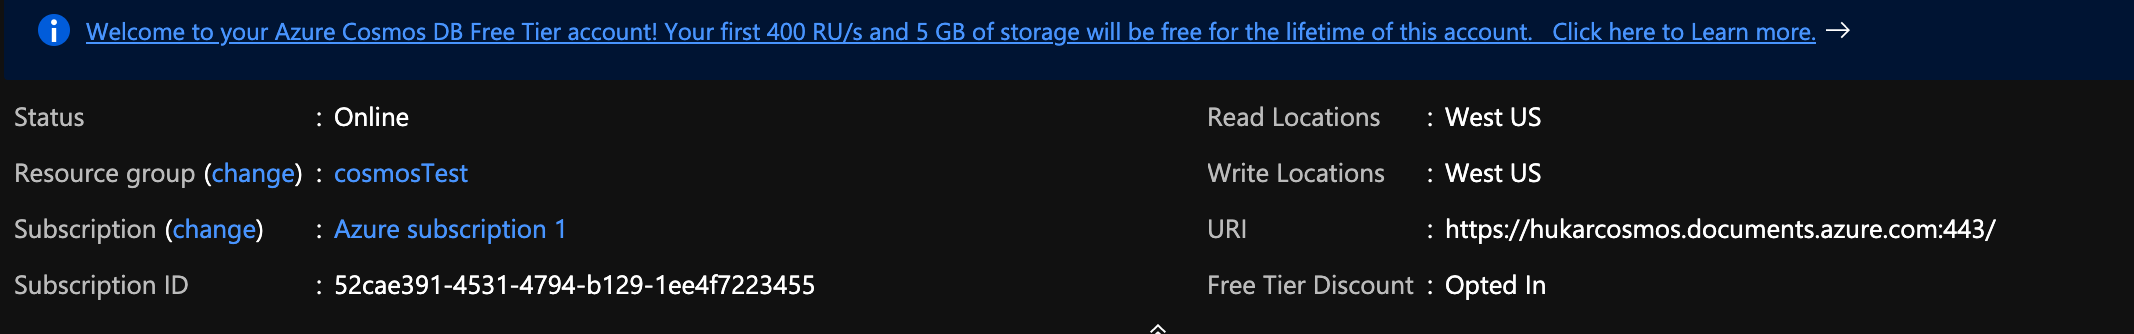 Welcome to your Azure Cosmos DB Free Tier account! Your first 400 RU/s and 5 GB of storage will be free for the lifetime of this account. Click here to Learn more. →
Status : Online
Resource group (change) : cosmosTest
Subscription (change) : Azure subscription 1
Subscription ID : 52cae391-4531-4794-b129-1ee4f7223455
Read Locations : West US
Write Locations : West US
URI : https://hukarcosmos.documents.azure.com:443/
Free Tier Discount : Opted In